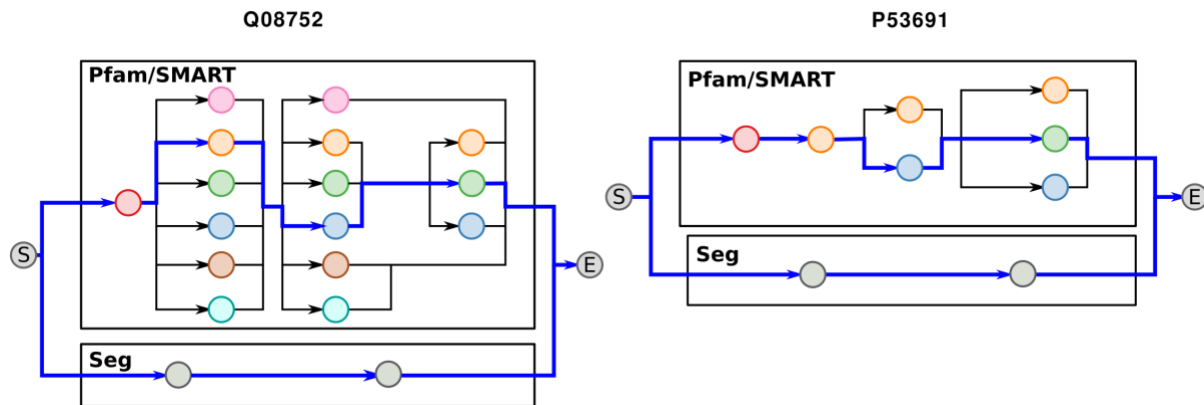 Q08752
Pfam/SMART
S
E
Seg
P53691
Pfam/SMART
S
E
Seg